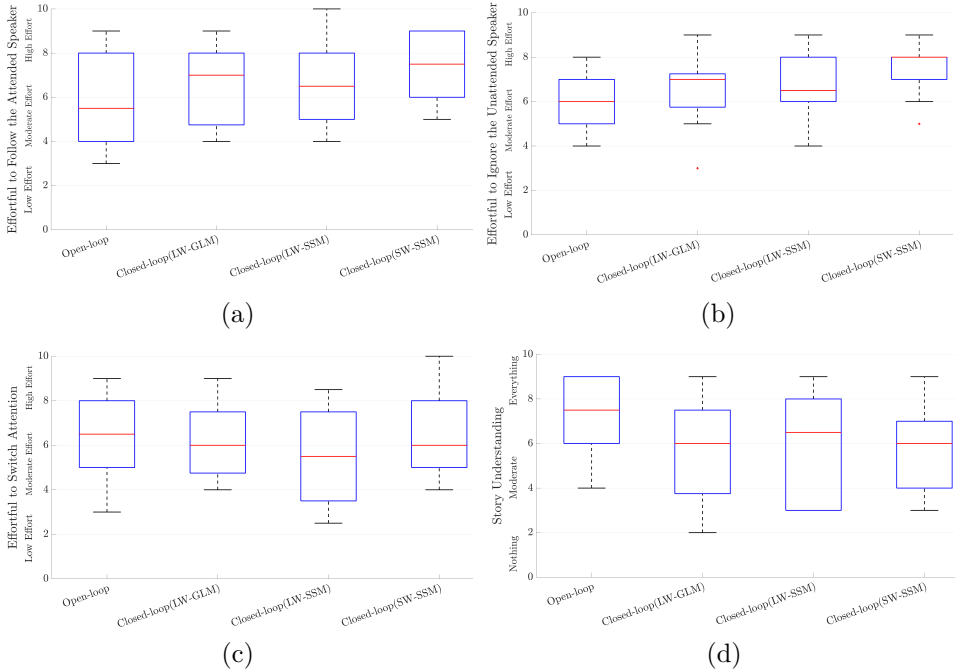 Effortful to Follow the Attended Speaker
Low Effort Moderate Effort High Effort
10
8
6
4
2
0
Open-loop
Closed-loop(LW-GLM)
Closed-loop(LW-SSM)
Closed-loop(SW-SSM)
(a)
Effortful to Ignore the Unattended Speaker
Low Effort Moderate Effort High Effort
10
8
6
4
2
0
Open-loop
Closed-loop(LW-GLM)
Closed-loop(LW-SSM)
Closed-loop(SW-SSM)
(b)
Effortful to Switch Attention
Low Effort Moderate Effort High Effort
10
8
6
4
2
0
Open-loop
Closed-loop(LW-GLM)
Closed-loop(LW-SSM)
Closed-loop(SW-SSM)
(c)
Story Understanding
Nothing Moderate Everything
10
8
6
4
2
0
Open-loop
Closed-loop(LW-GLM)
Closed-loop(LW-SSM)
Closed-loop(SW-SSM)
(d)